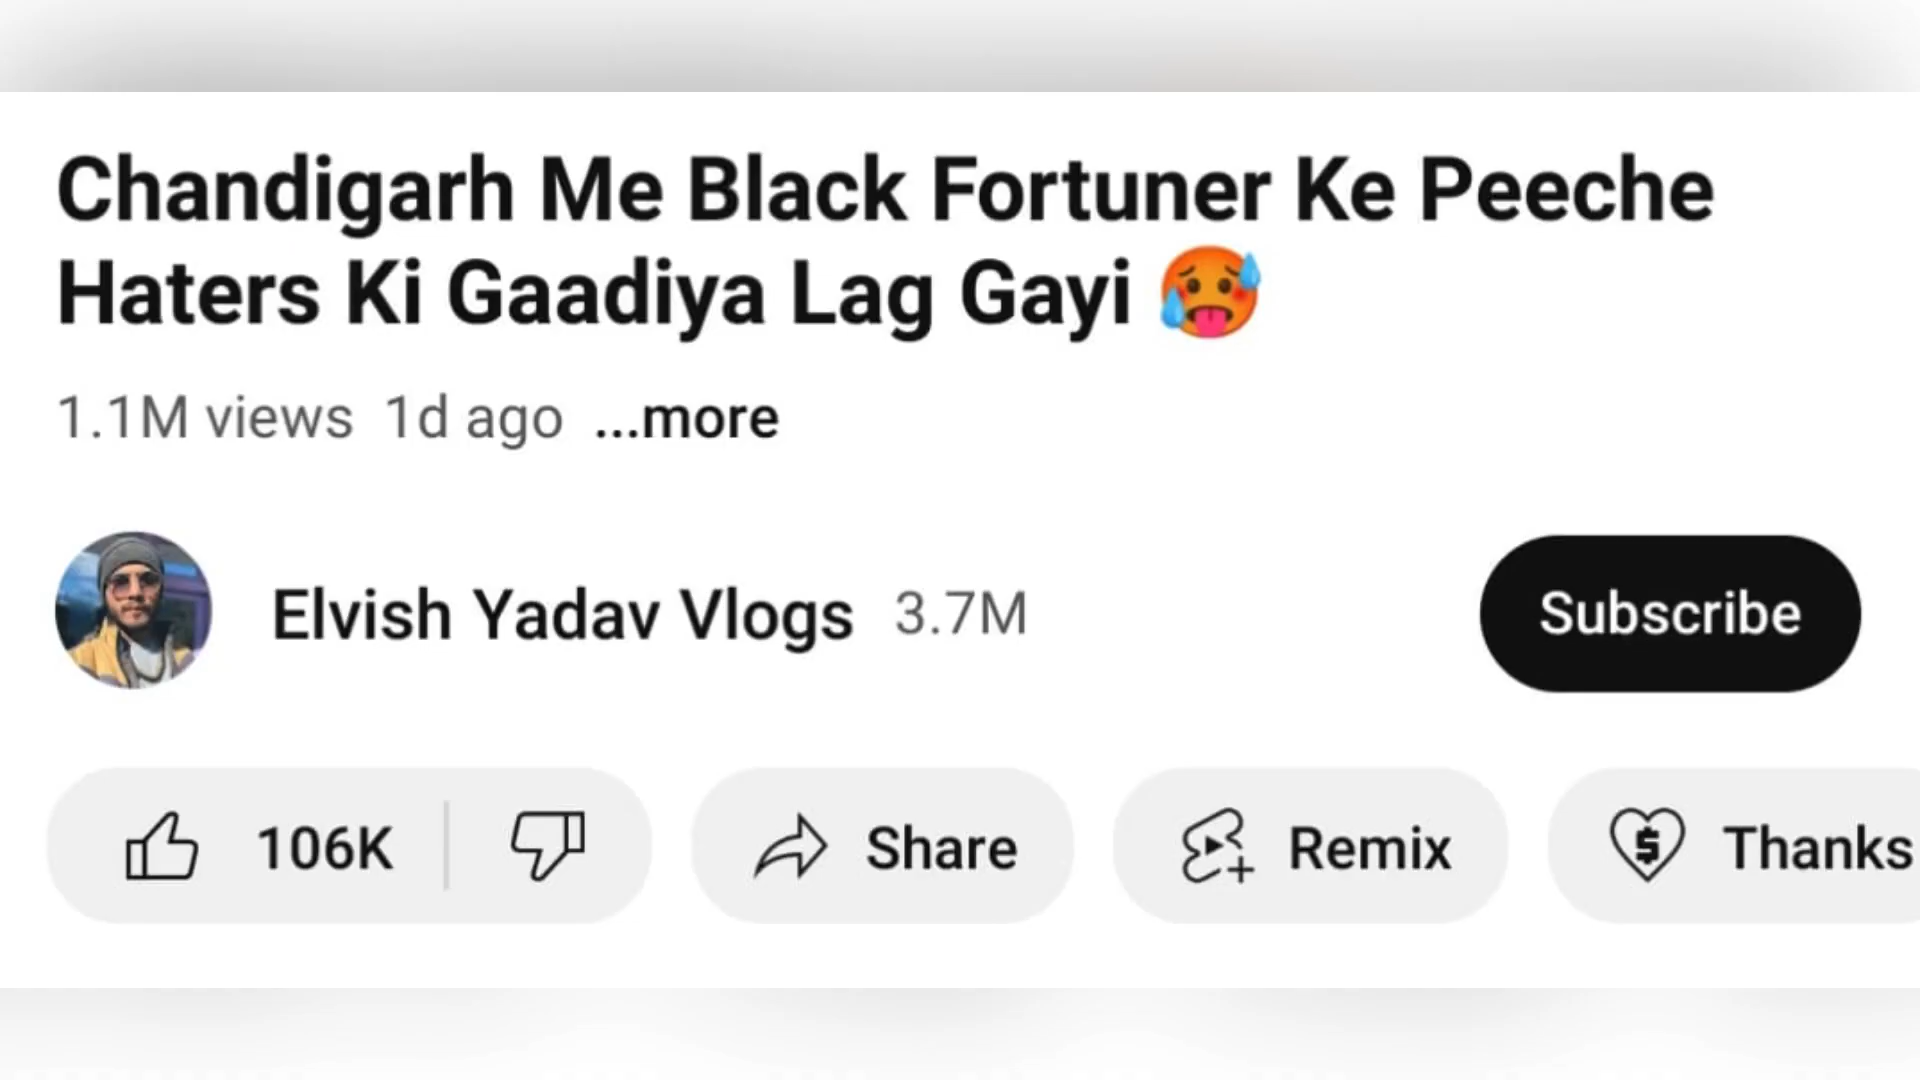 Chandigarh Me Black Fortuner Ke Peeche
Haters Ki Gaadiya Lag Gayi 🥵
1.1M views 1d ago ...more
Elvish Yadav Vlogs 3.7M Subscribe
106K Share Remix Thanks